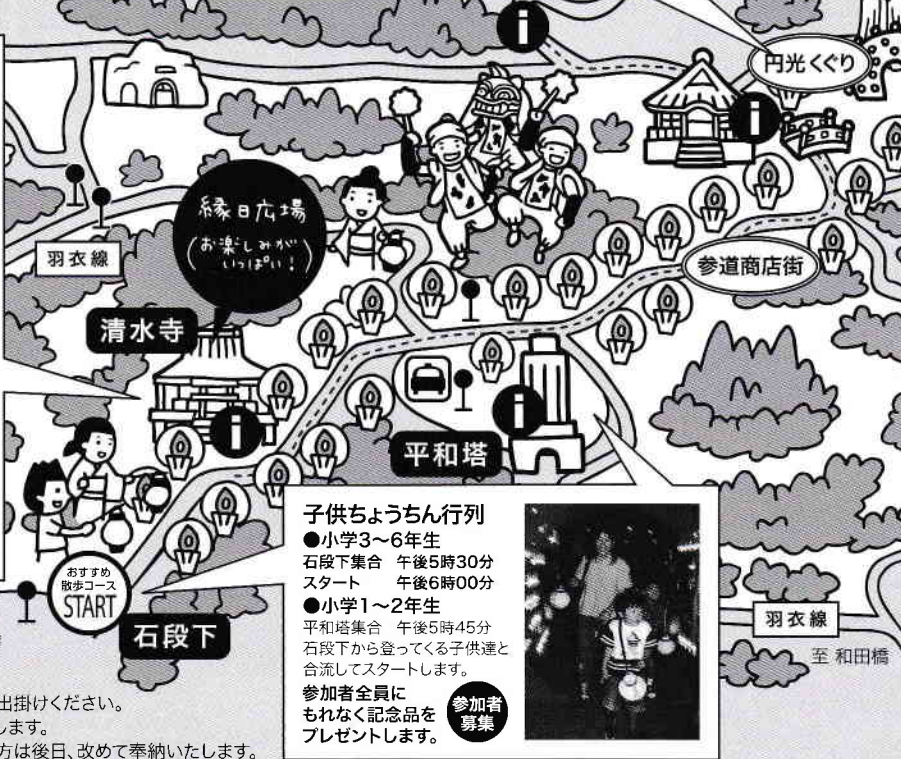 円光くぐり
縁日広場
(お楽しみが
いっぱい!)
羽衣線
参道商店街
清水寺
平和塔
子供ちょうちん行列
●小学3〜6年生
石段下集合 午後5時30分
スタート 午後6時00分
●小学1〜2年生
平和塔集合 午後5時45分
石段下から登ってくる子供達と
合流してスタートします。
参加者全員に
もれなく記念品を
プレゼントします。
参加者
募集
おすすめ
散歩コース
START
石段下
羽衣線
至 和田橋
出掛けください。
します。
方は後日、改めて奉納いたします。